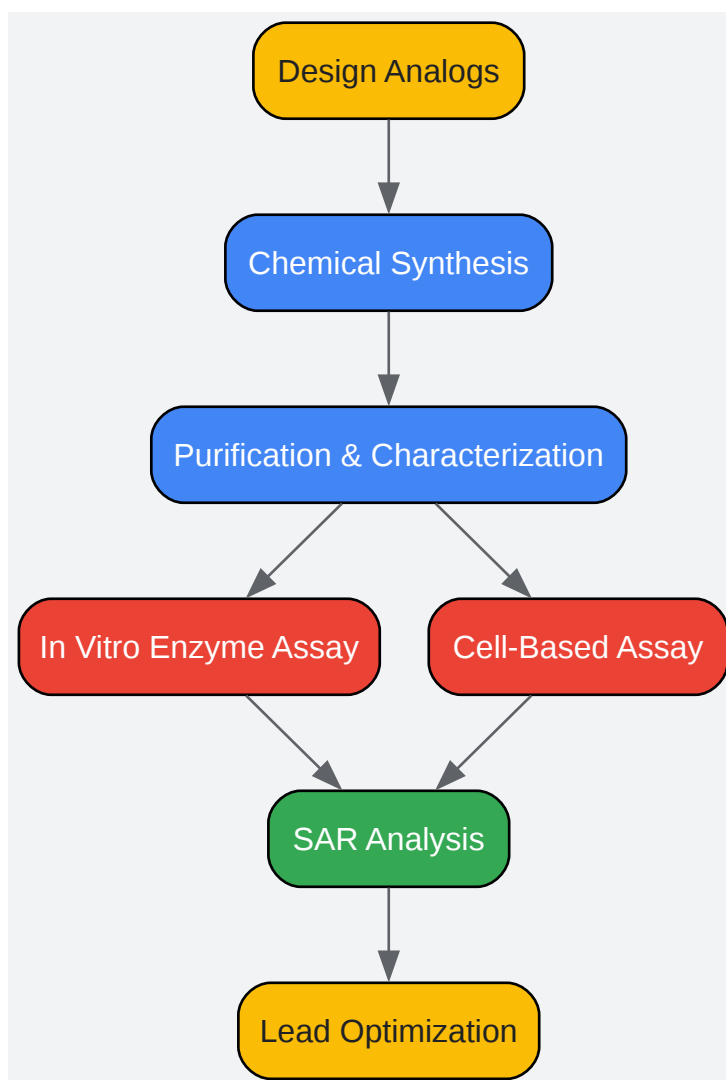 Design Analogs
Chemical Synthesis
Purification & Characterization
In Vitro Enzyme Assay
Cell-Based Assay
SAR Analysis
Lead Optimization